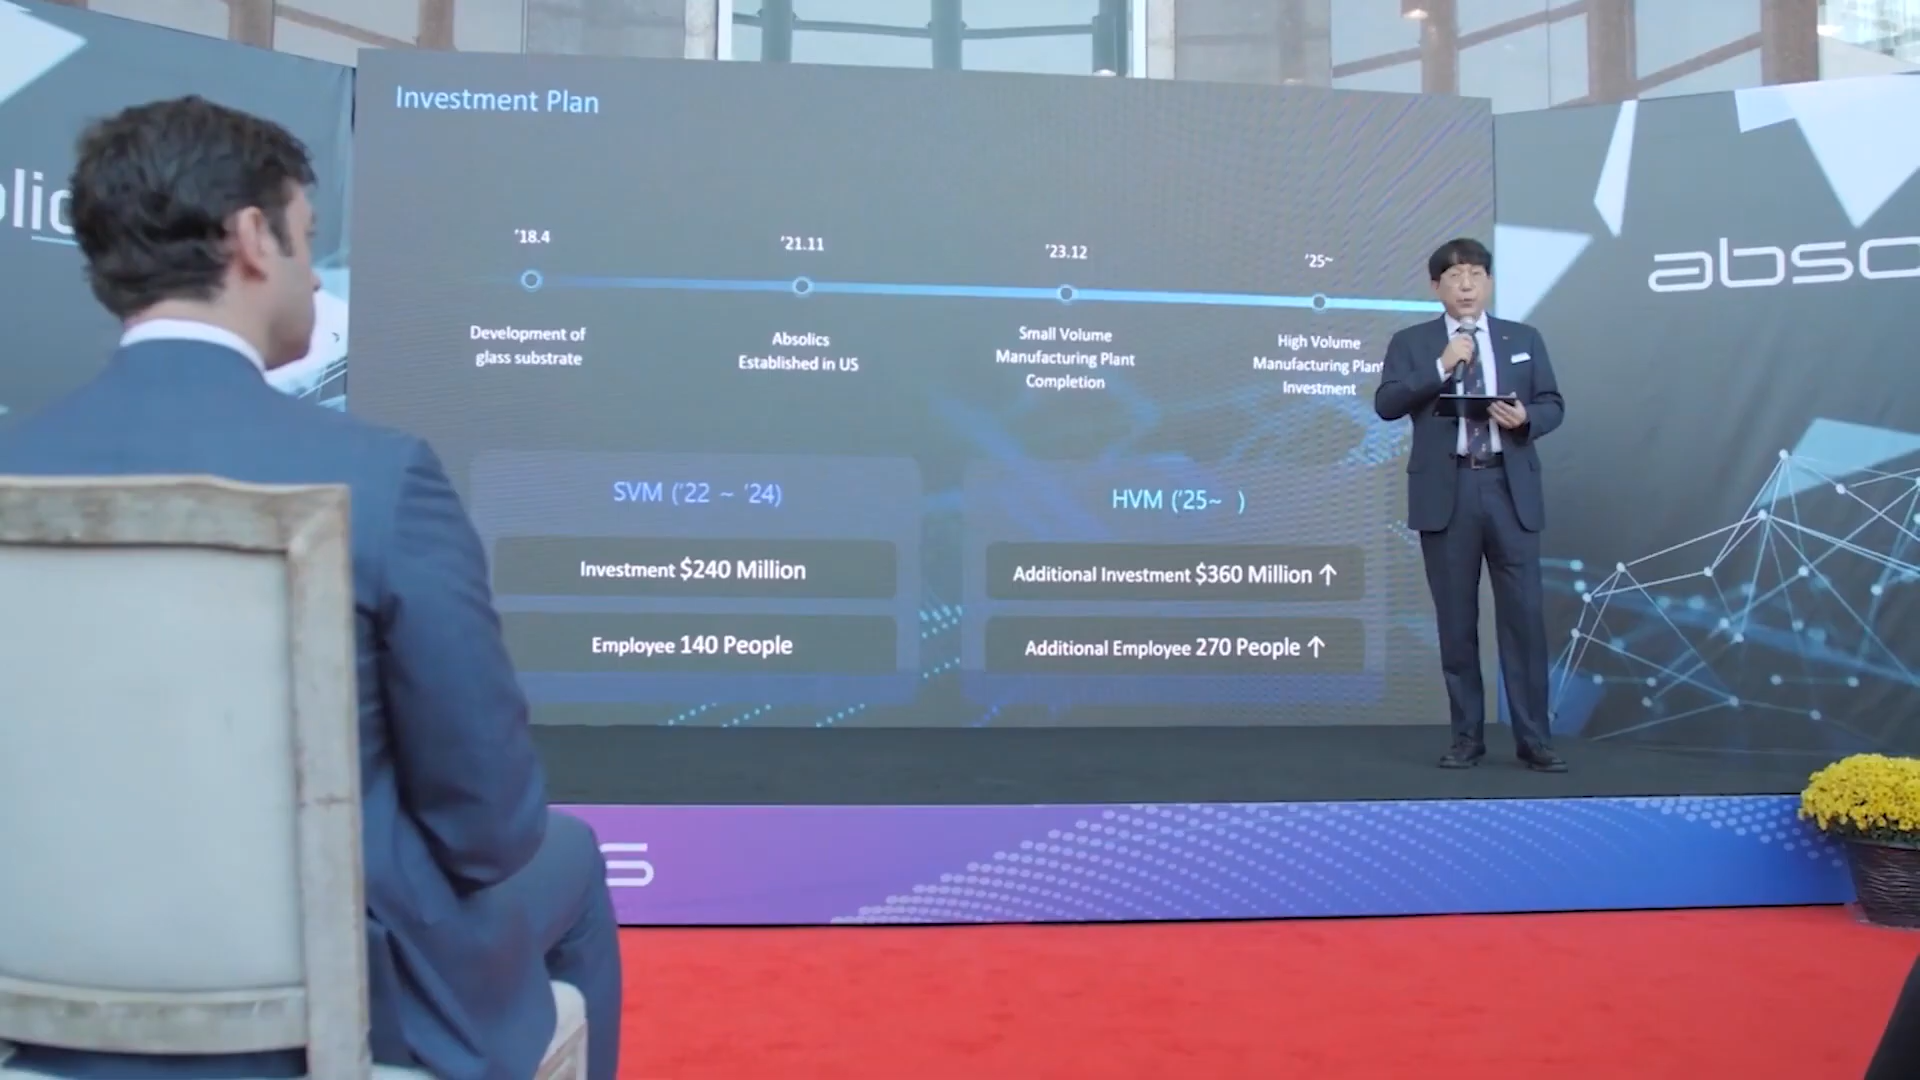 Investment Plan
'18.4
'21.11
'23.12
'25~
Development of
glass substrate
Absolics
Established in US
Small Volume
Manufacturing Plant
Completion
High Volume
Manufacturing Plant
Investment
SVM ('22 ~ '24)
Investment $240 Million
Employee 140 People
HVM ('25~ )
Additional Investment $360 Million ↑
Additional Employee 270 People ↑
olic
abso
s